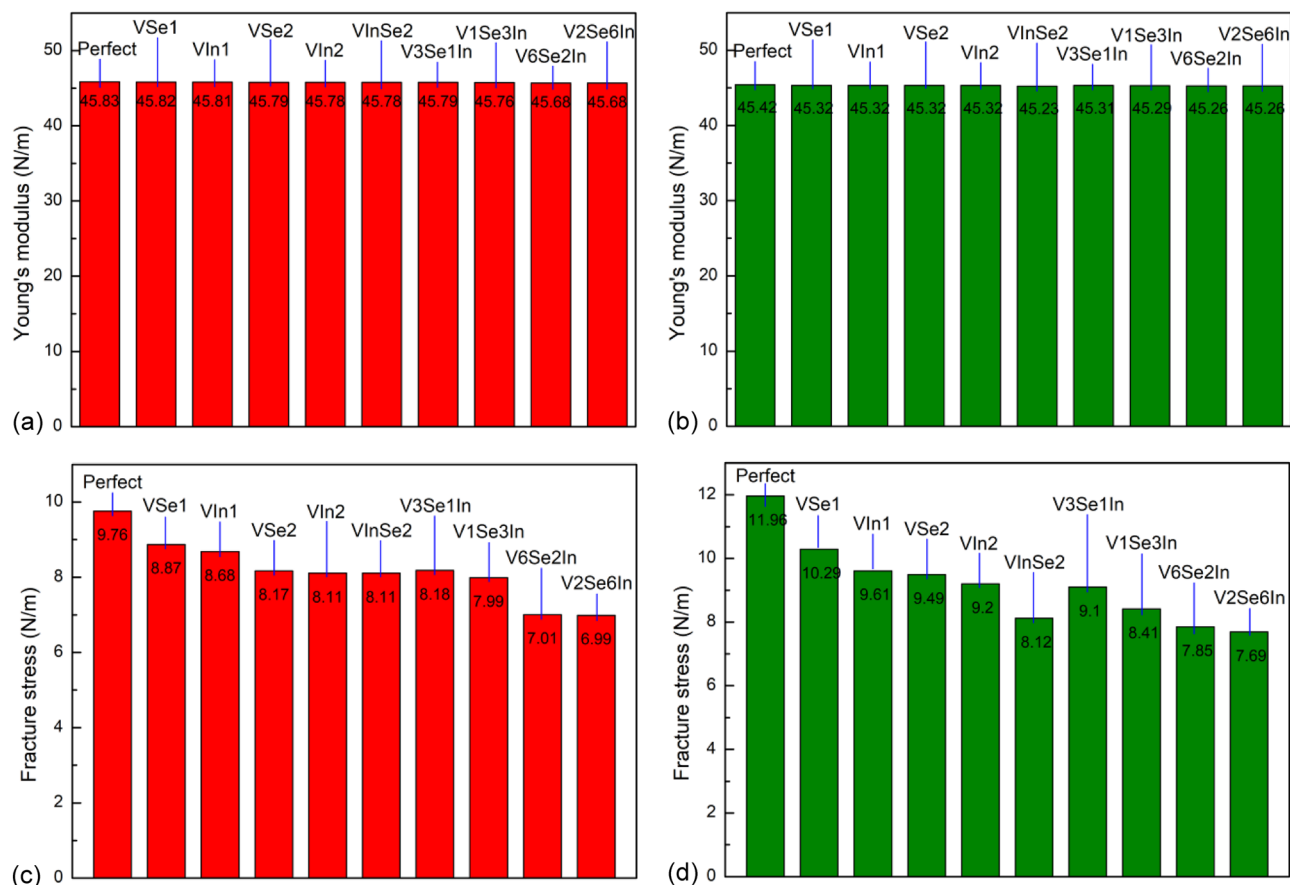 Young's modulus (N/m)
50
40
30
20
10
0
Perfect
VSe1
VIn1
VSe2
VIn2
VInSe2
V3Se1In
V1Se3In
V6Se2In
V2Se6In
45.83
45.82
45.81
45.79
45.78
45.78
45.79
45.76
45.68
45.68
(a)
Young's modulus (N/m)
50
40
30
20
10
0
Perfect
VSe1
VIn1
VSe2
VIn2
VInSe2
V3Se1In
V1Se3In
V6Se2In
V2Se6In
45.42
45.32
45.32
45.32
45.32
45.23
45.31
45.29
45.26
45.26
(b)
Fracture stress (N/m)
10
8
6
4
2
0
Perfect
VSe1
VIn1
VSe2
VIn2
VInSe2
V3Se1In
V1Se3In
V6Se2In
V2Se6In
9.76
8.87
8.68
8.17
8.11
8.11
8.18
7.99
7.01
6.99
(c)
Fracture stress (N/m)
12
10
8
6
4
2
0
Perfect
VSe1
VIn1
VSe2
VIn2
VInSe2
V3Se1In
V1Se3In
V6Se2In
V2Se6In
11.96
10.29
9.61
9.49
9.2
8.12
9.1
8.41
7.85
7.69
(d)